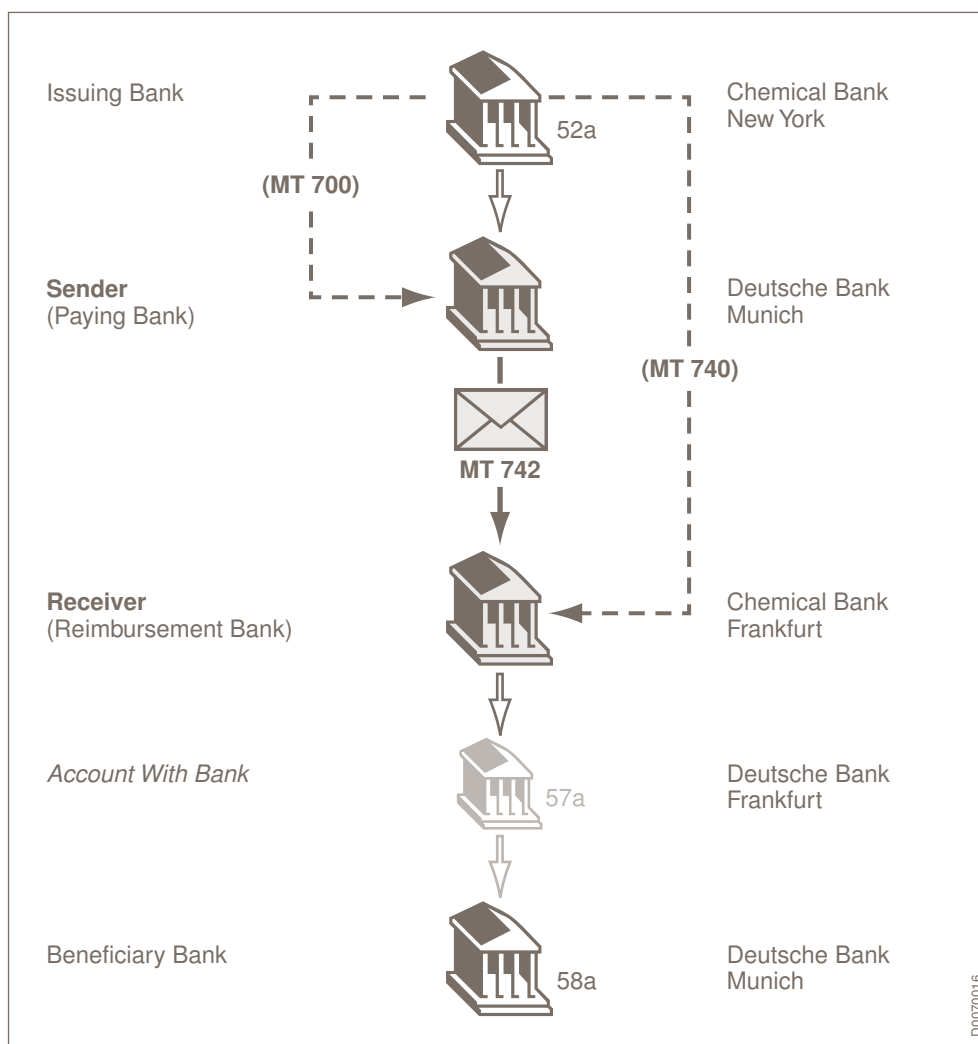 Issuing Bank
52a
Chemical Bank
New York
(MT 700)
Sender
(Paying Bank)
Deutsche Bank
Munich
(MT 740)
MT 742
Receiver
(Reimbursement Bank)
Chemical Bank
Frankfurt
Account With Bank
57a
Deutsche Bank
Frankfurt
Beneficiary Bank
58a
Deutsche Bank
Munich
D0070016